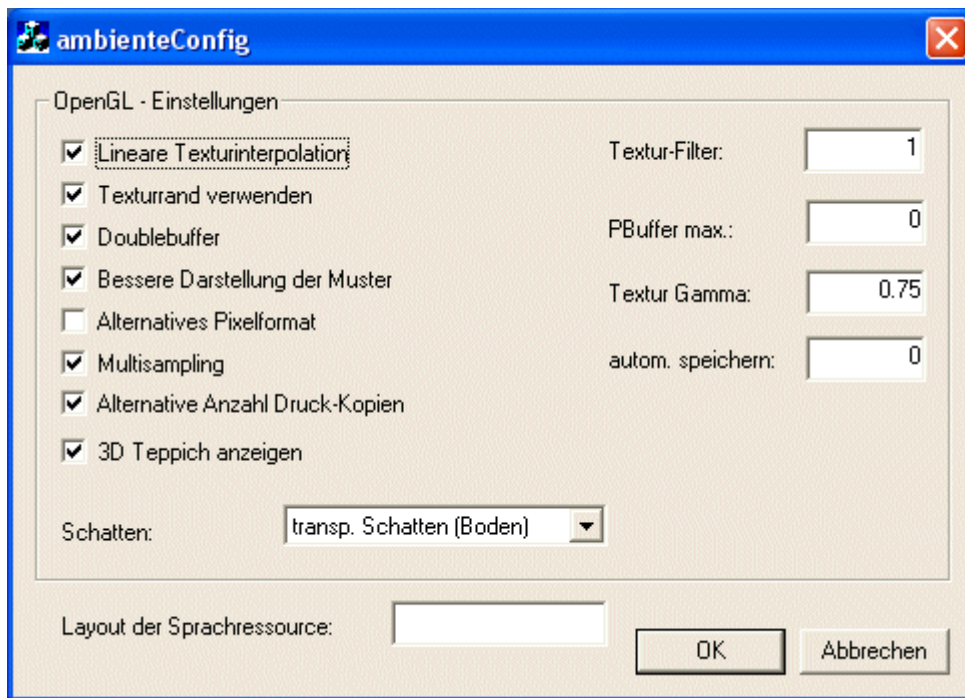 ambienteConfig
OpenGL - Einstellungen
Lineare Texturinterpolation
Texturrand verwenden
Doublebuffer
Bessere Darstellung der Muster
Alternatives Pixelformat
Multisampling
Alternative Anzahl Druck-Kopien
3D Teppich anzeigen
Textur-Filter: 1
PBuffer max.: 0
Textur Gamma: 0.75
autom. speichern: 0
Schatten: transp. Schatten (Boden)
Layout der Sprachressource:
OK Abbrechen